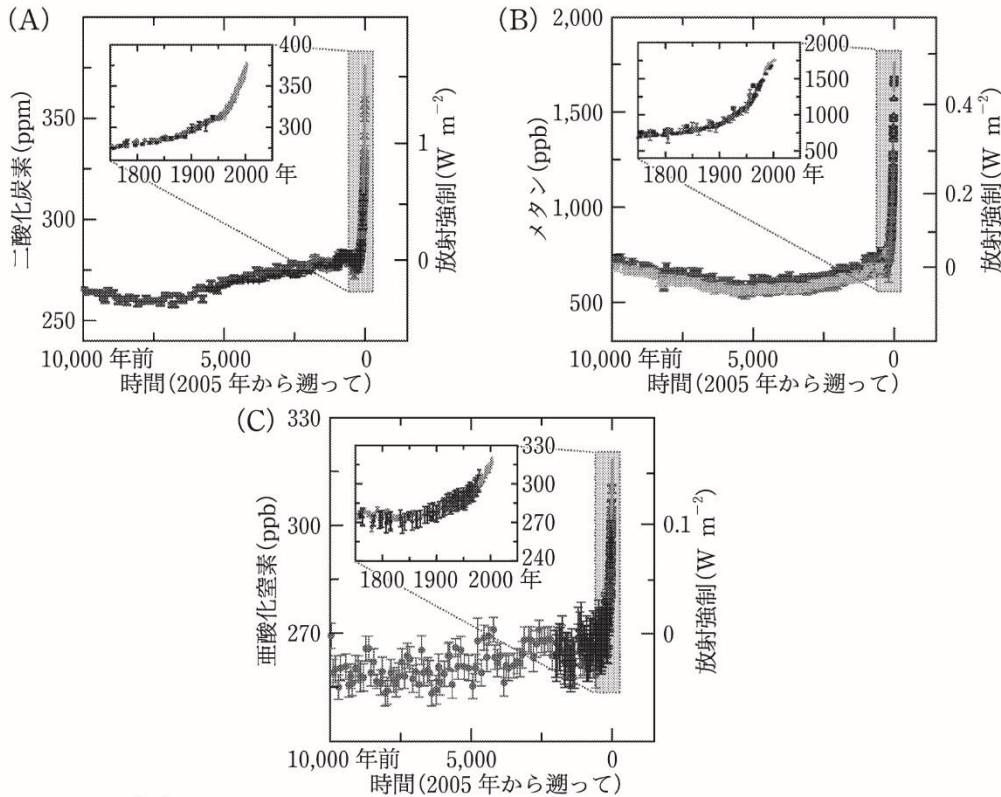 (A)
二酸化炭素(ppm)
350
300
250
10,000 年前
5,000
0
時間(2005 年から遡って)
400
350
300
1800
1900
2000 年
1
0
放射強制(W m⁻²)
(B)
メタン(ppb)
2,000
1,500
1,000
500
10,000 年前
5,000
0
時間(2005 年から遡って)
2000
1500
1000
500
1800
1900
2000 年
0.4
0.2
0
放射強制(W m⁻²)
(C)
亜酸化窒素(ppb)
330
300
270
10,000 年前
5,000
0
時間(2005 年から遡って)
330
300
270
240
1800
1900
2000 年
0.1
0
放射強制(W m⁻²)